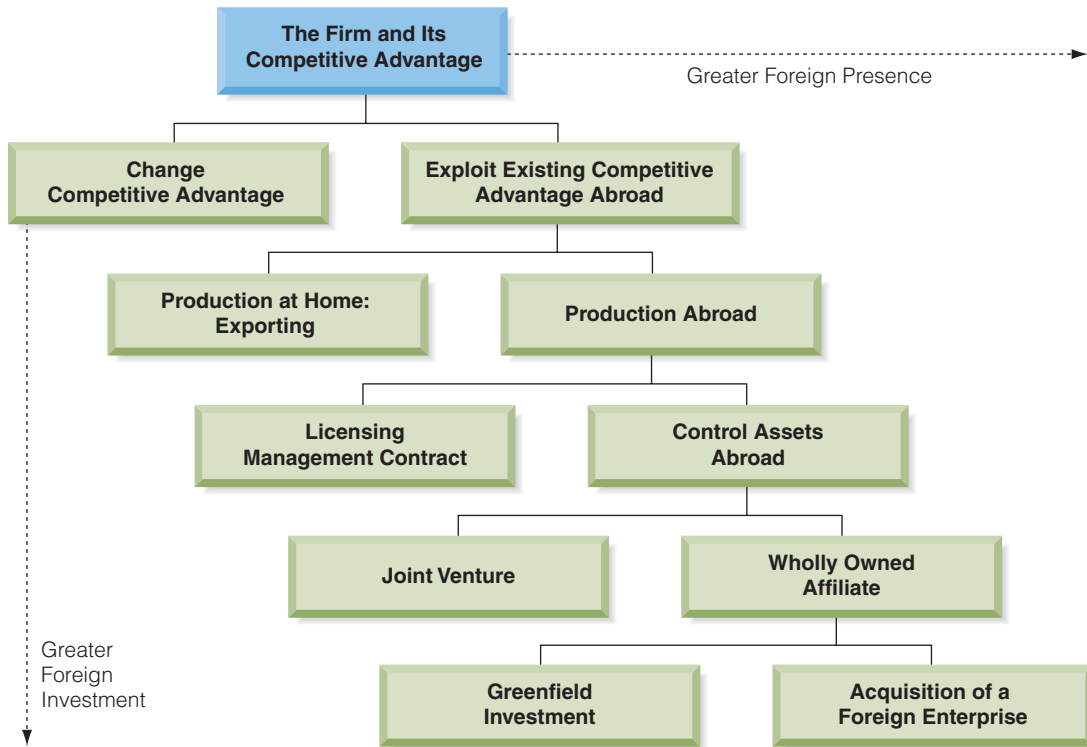 The Firm and Its
Competitive Advantage
Greater Foreign Presence
Change
Competitive Advantage
Exploit Existing Competitive
Advantage Abroad
Production at Home:
Exporting
Production Abroad
Licensing
Management Contract
Control Assets
Abroad
Joint Venture
Wholly Owned
Affiliate
Greater
Foreign
Investment
Greenfield
Investment
Acquisition of a
Foreign Enterprise